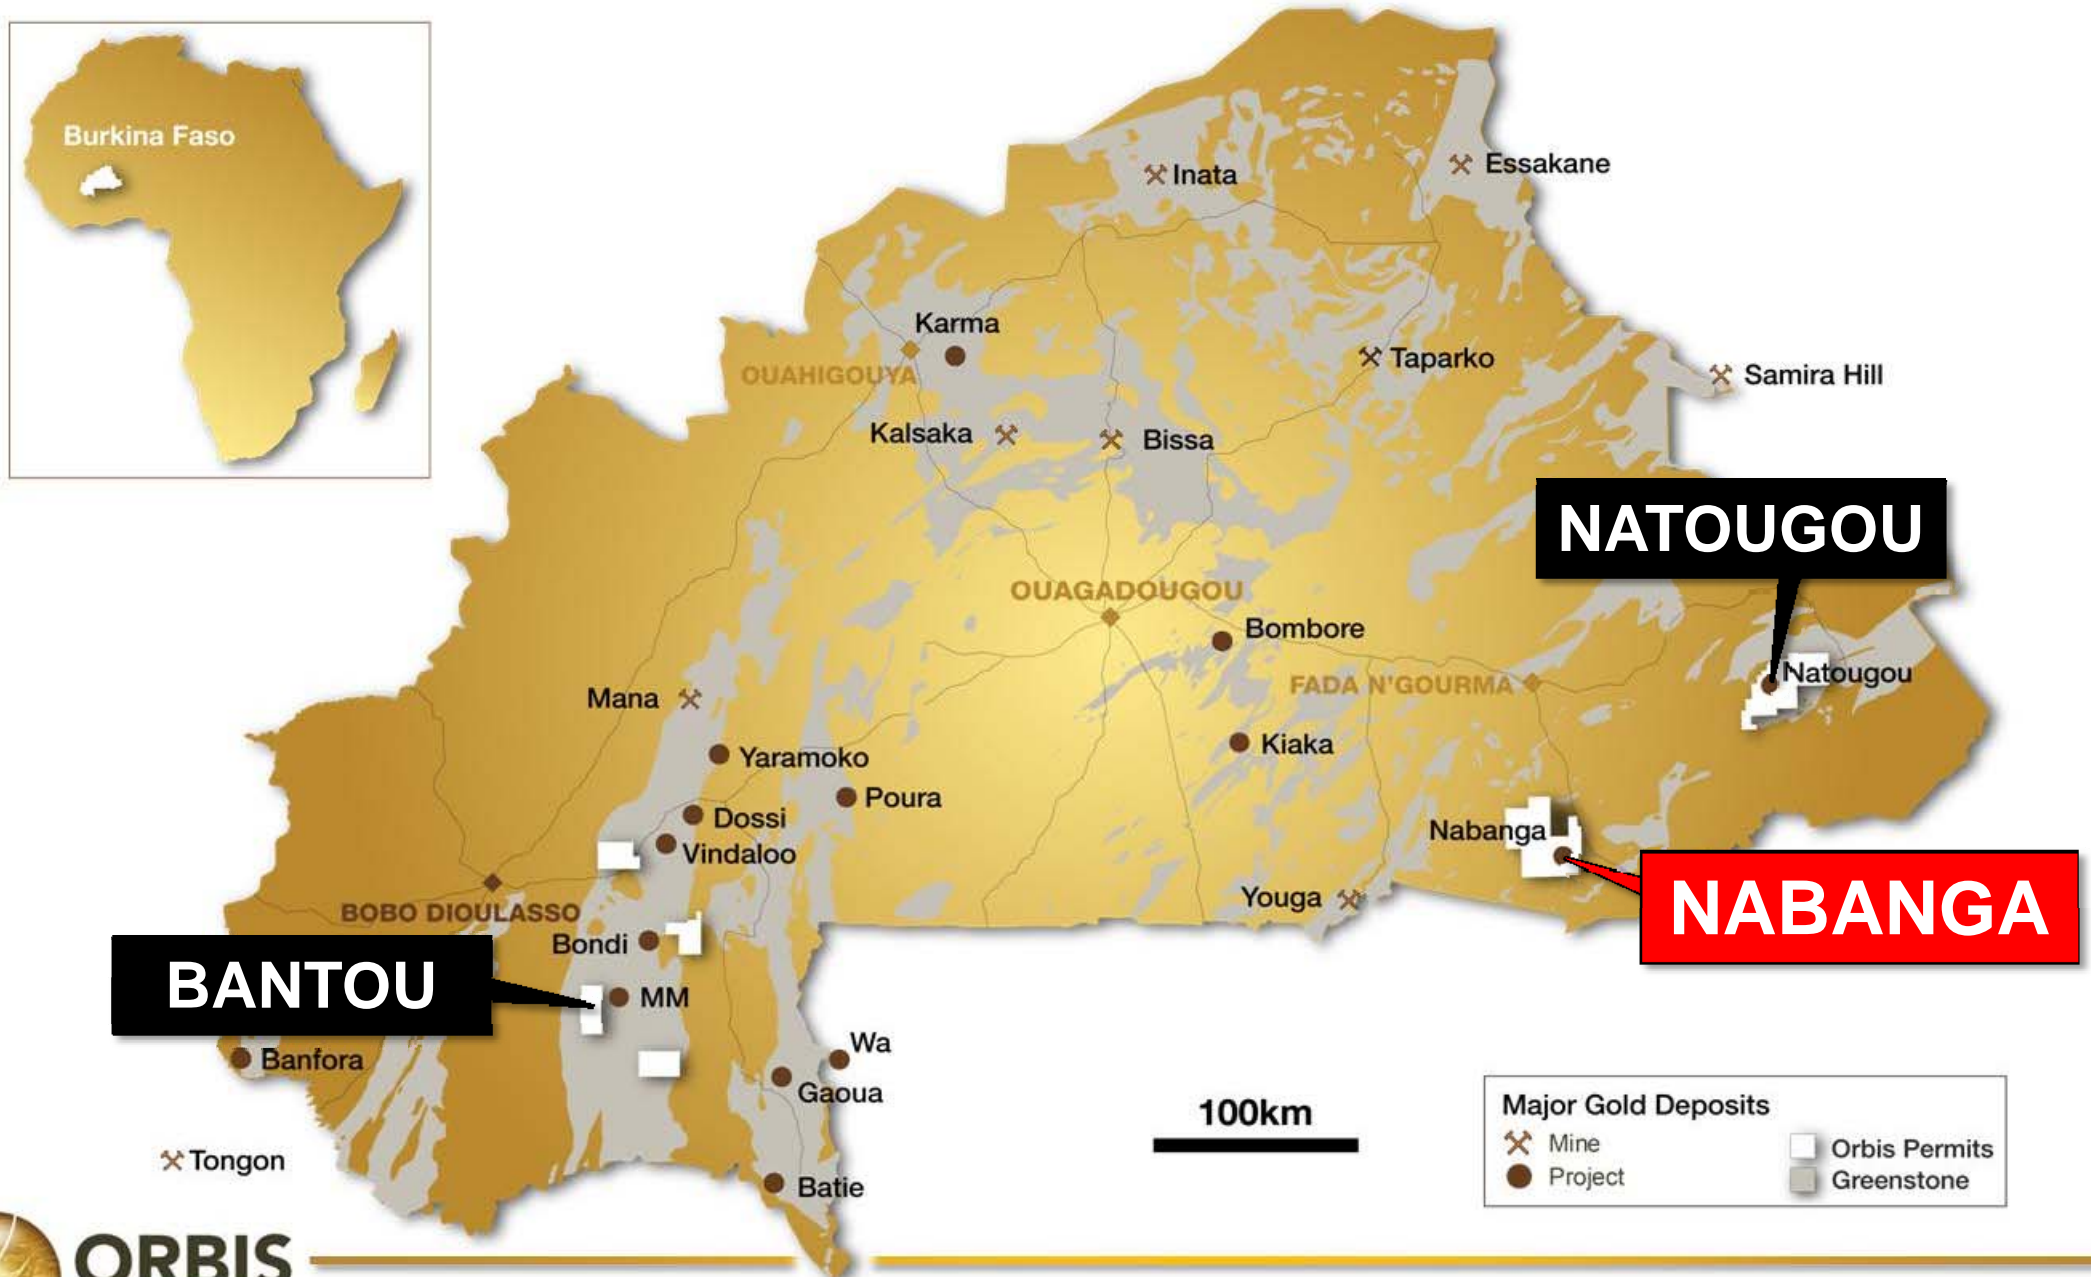 Burkina Faso
Inata
Essakane
Karma
OUAHIGOUYA
Taparko
Samira Hill
Kalsaka
Bissa
NATOUGOU
OUAGADOUGOU
Bombore
FADA N'GOURMA
Natougou
Mana
Yaramoko
Kiaka
Poura
Dossi
Vindaloo
Nabanga
NABANGA
Youga
BOBO DIOULASSO
Bondi
BANTOU
MM
Wa
Banfora
Gaoua
Tongon
Batie
100km
Major Gold Deposits
Mine
Project
Orbis Permits
Greenstone
ORBIS